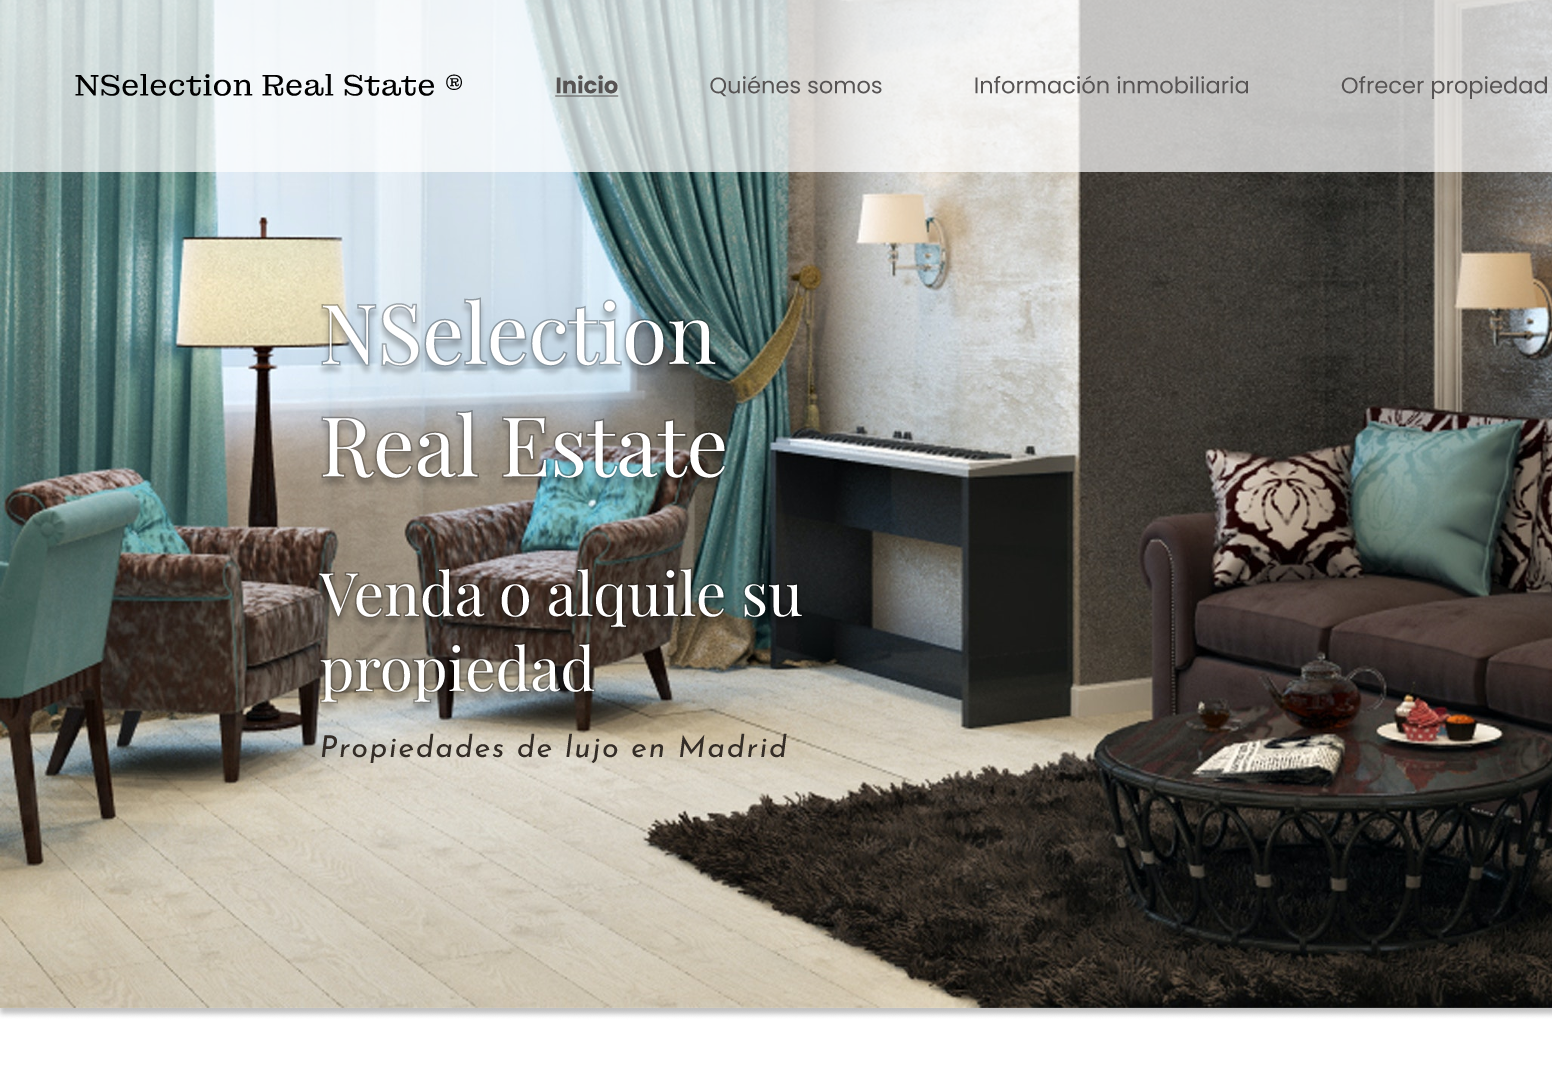 NSelection Real State ®
Inicio
Quiénes somos
Información inmobiliaria
Ofrecer propiedad
NSelection
Real Estate
Venda o alquile su
propiedad
Propiedades de lujo en Madrid